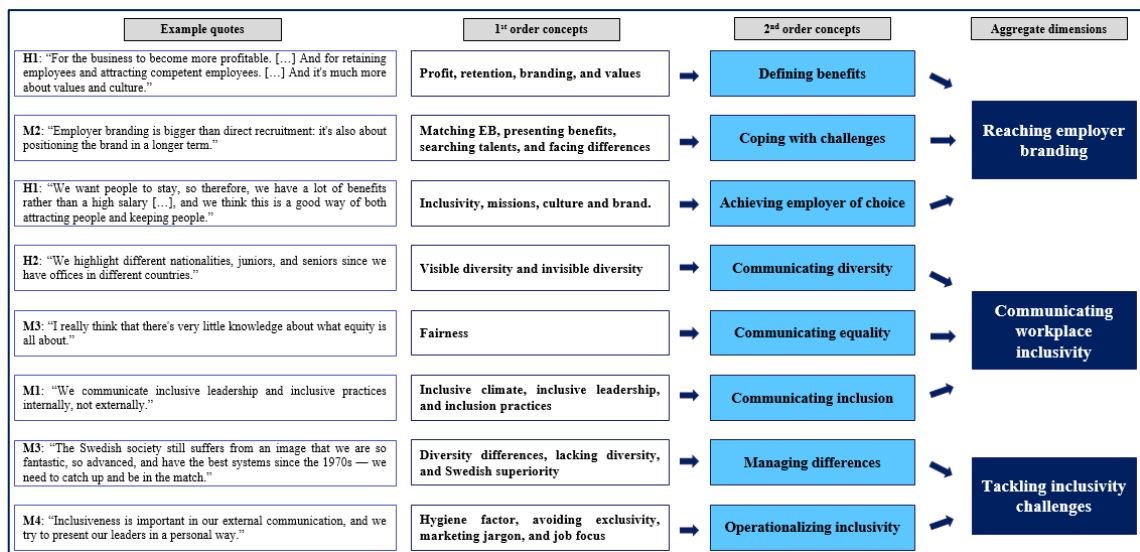 Example quotes
1st order concepts
2nd order concepts
Aggregate dimensions
H1: “For the business to become more profitable. […] And for retaining
employees and attracting competent employees. […] And it's much more
about values and culture.”
Profit, retention, branding, and values
Defining benefits
M2: “Employer branding is bigger than direct recruitment: it's also about
positioning the brand in a longer term.”
Matching EB, presenting benefits,
searching talents, and facing differences
Coping with challenges
Reaching employer
branding
H1: “We want people to stay, so therefore, we have a lot of benefits
rather than a high salary […], and we think this is a good way of both
attracting people and keeping people.”
Inclusivity, missions, culture and brand.
Achieving employer of choice
H2: “We highlight different nationalities, juniors, and seniors since we
have offices in different countries.”
Visible diversity and invisible diversity
Communicating diversity
M3: “I really think that there's very little knowledge about what equity is
all about.”
Fairness
Communicating equality
Communicating
workplace
inclusivity
M1: “We communicate inclusive leadership and inclusive practices
internally, not externally.”
Inclusive climate, inclusive leadership,
and inclusion practices
Communicating inclusion
M3: “The Swedish society still suffers from an image that we are so
fantastic, so advanced, and have the best systems since the 1970s — we
need to catch up and be in the match.”
Diversity differences, lacking diversity,
and Swedish superiority
Managing differences
Tackling inclusivity
challenges
M4: “Inclusiveness is important in our external communication, and we
try to present our leaders in a personal way.”
Hygiene factor, avoiding exclusivity,
marketing jargon, and job focus
Operationalizing inclusivity